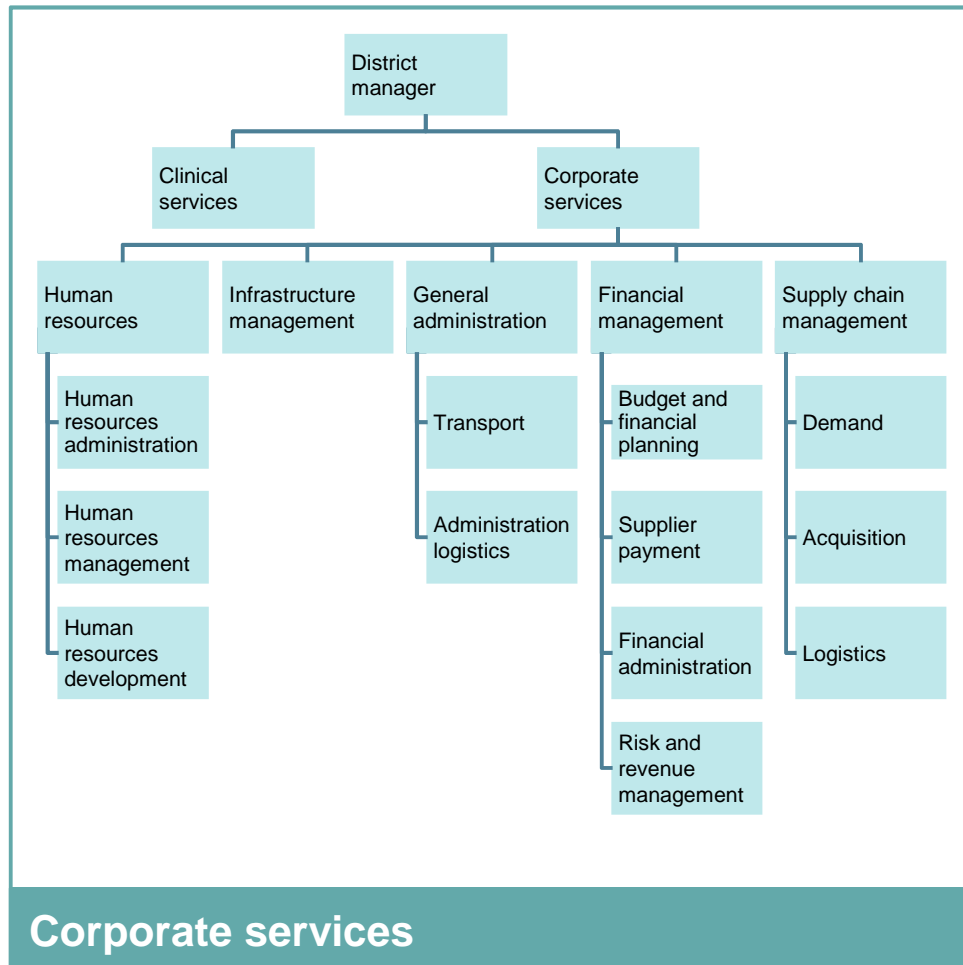 District
manager
Clinical
services
Corporate
services
Human
resources
Infrastructure
management
General
administration
Financial
management
Supply chain
management
Human
resources
administration
Transport
Budget and
financial
planning
Demand
Human
resources
management
Administration
logistics
Supplier
payment
Acquisition
Human
resources
development
Financial
administration
Logistics
Risk and
revenue
management
Corporate services